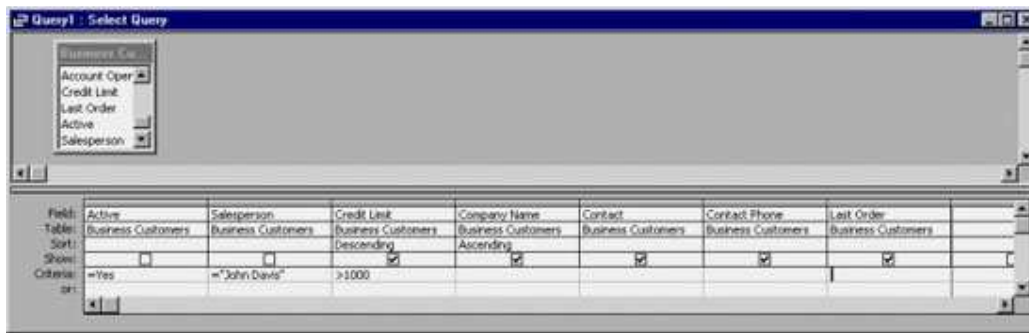 Query1 : Select Query
Business Cu...
Account Oper
Credit Limit
Last Order
Active
Salesperson
Field: Active Salesperson Credit Limit Company Name Contact Contact Phone Last Order
Table: Business Customers Business Customers Business Customers Business Customers Business Customers Business Customers Business Customers
Sort: Descending Ascending
Show:
Criteria: =Yes ="John Davis" >1000
or: